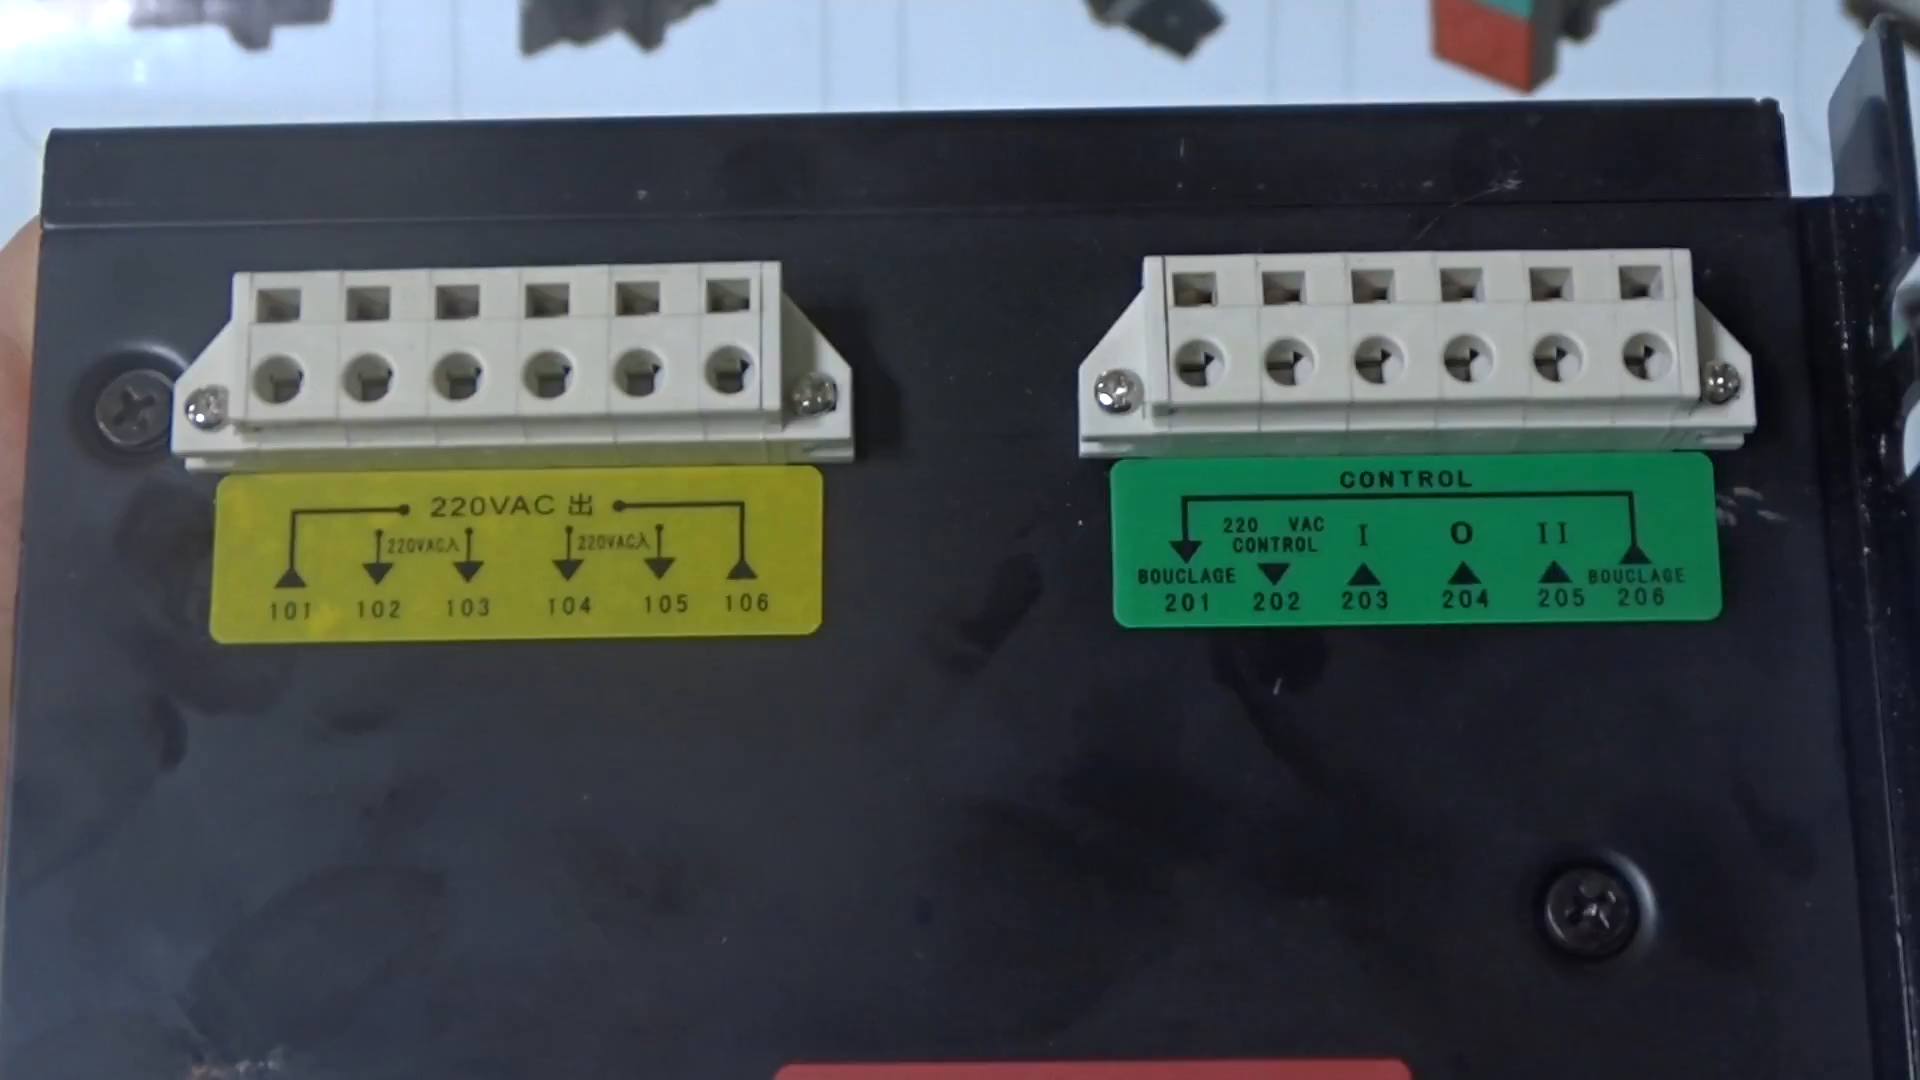 220VAC 出
220VAC入 220VAC入
101 102 103 104 105 106
CONTROL
220 VAC CONTROL
I O II
BOUCLAGE BOUCLAGE
201 202 203 204 205 206